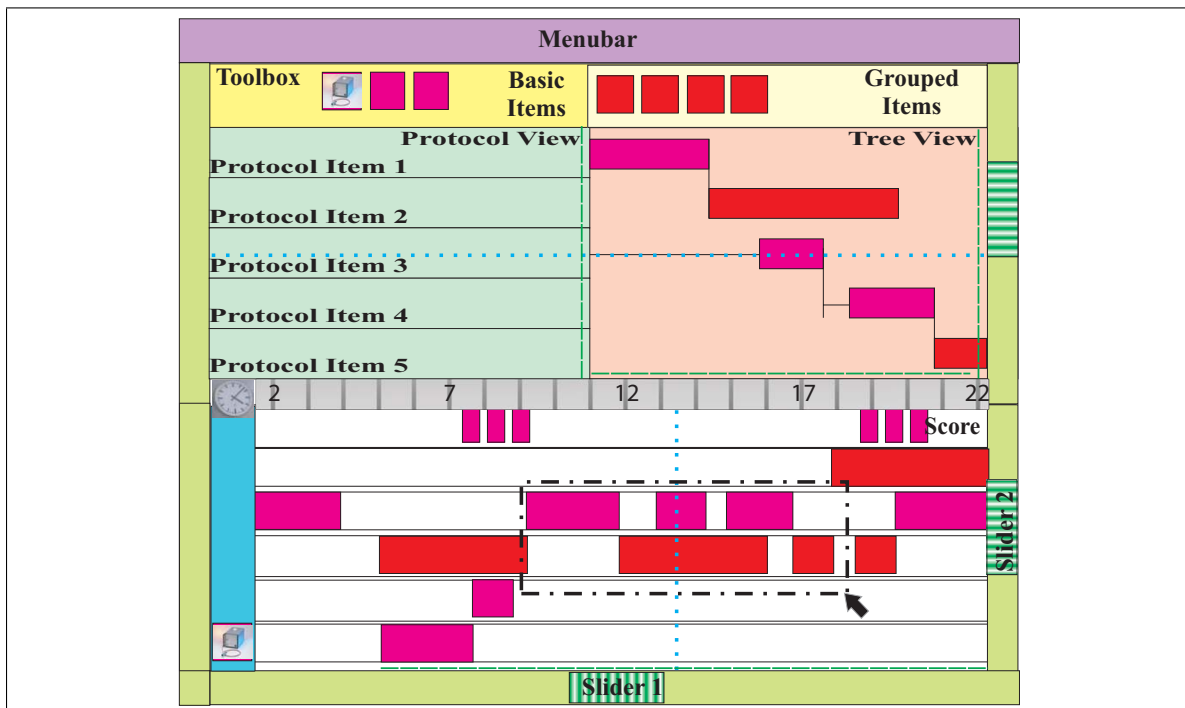 Menubar
Toolbox
Basic
Items
Grouped
Items
Protocol View
Tree View
Protocol Item 1
Protocol Item 2
Protocol Item 3
Protocol Item 4
Protocol Item 5
2 7 12 17 22
Score
Slider 2
Slider 1